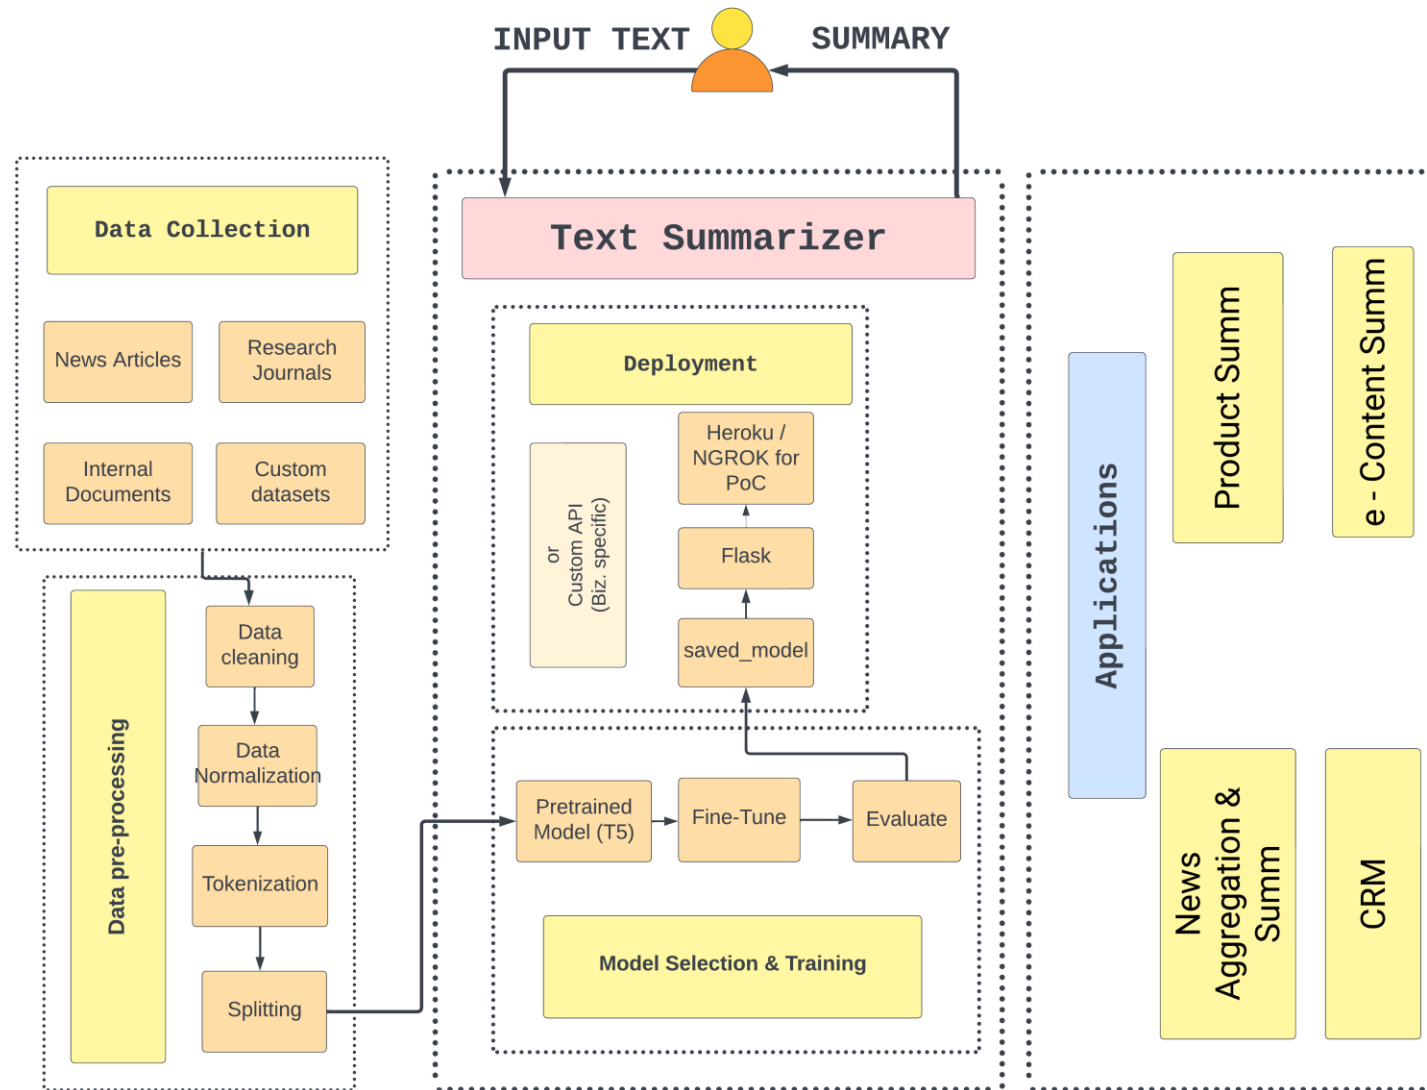 INPUT TEXT
SUMMARY
Data Collection
News Articles
Research
Journals
Internal
Documents
Custom
datasets
Data pre-processing
Data
cleaning
Data
Normalization
Tokenization
Splitting
Text Summarizer
Deployment
Heroku /
NGROK for
PoC
or
Custom API
(Biz. specific)
Flask
saved_model
Pretrained
Model (T5)
Fine-Tune
Evaluate
Model Selection & Training
Applications
Product Summ
e - Content Summ
News
Aggregation &
Summ
CRM